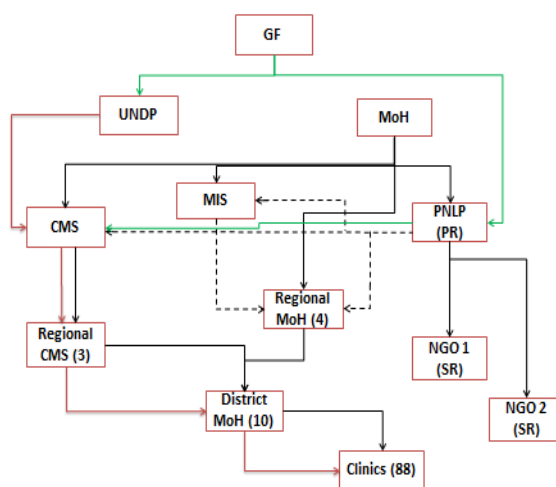 GF
UNDP
MoH
MIS
CMS
PNLP
(PR)
Regional
MoH (4)
Regional
CMS (3)
NGO 1
(SR)
District
MoH (10)
NGO 2
(SR)
Clinics (88)